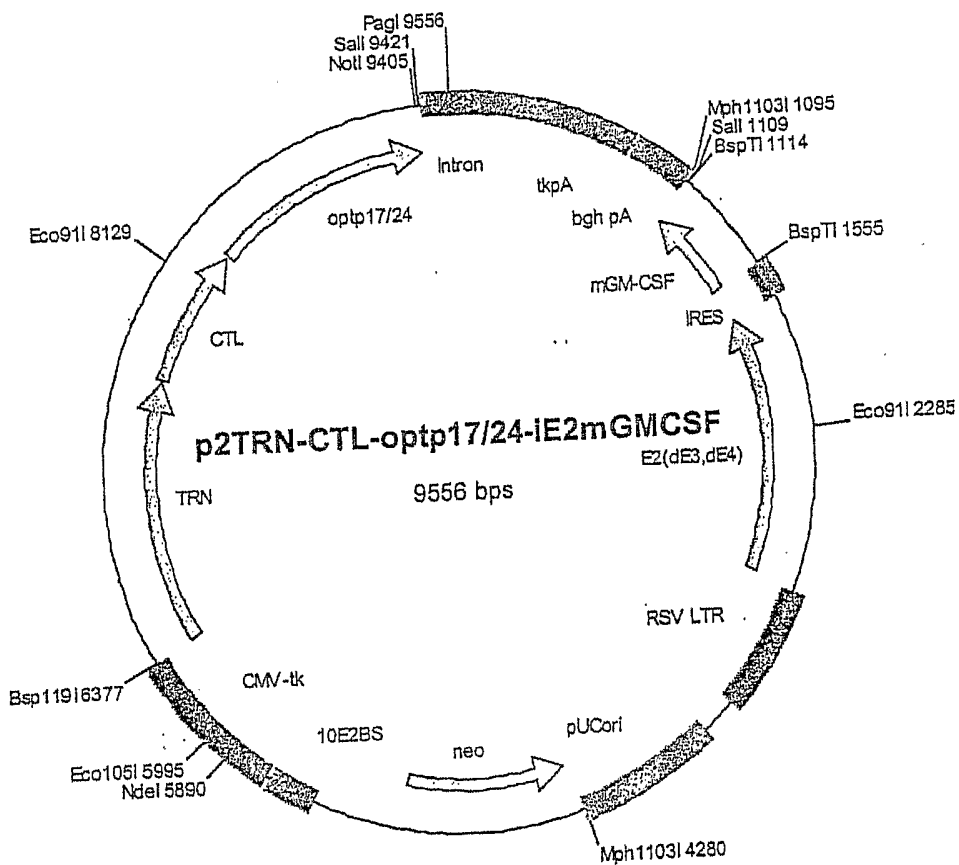 PagI 9556
SalI 9421
NotI 9405
Mph1103I 1095
SalI 1109
BspTI 1114
Intron
tkpA
optp17/24
bgh pA
Eco91I 8129
BspTI 1555
mGM-CSF
IRES
CTL
Eco91I 2285
p2TRN-CTL-optp17/24-iE2mGMCSF
E2(dE3,dE4)
TRN
9556 bps
RSV LTR
CMV-tk
Bsp119I 6377
10E2BS
pUCori
neo
Eco105I 5995
NdeI 5890
Mph1103I 4280